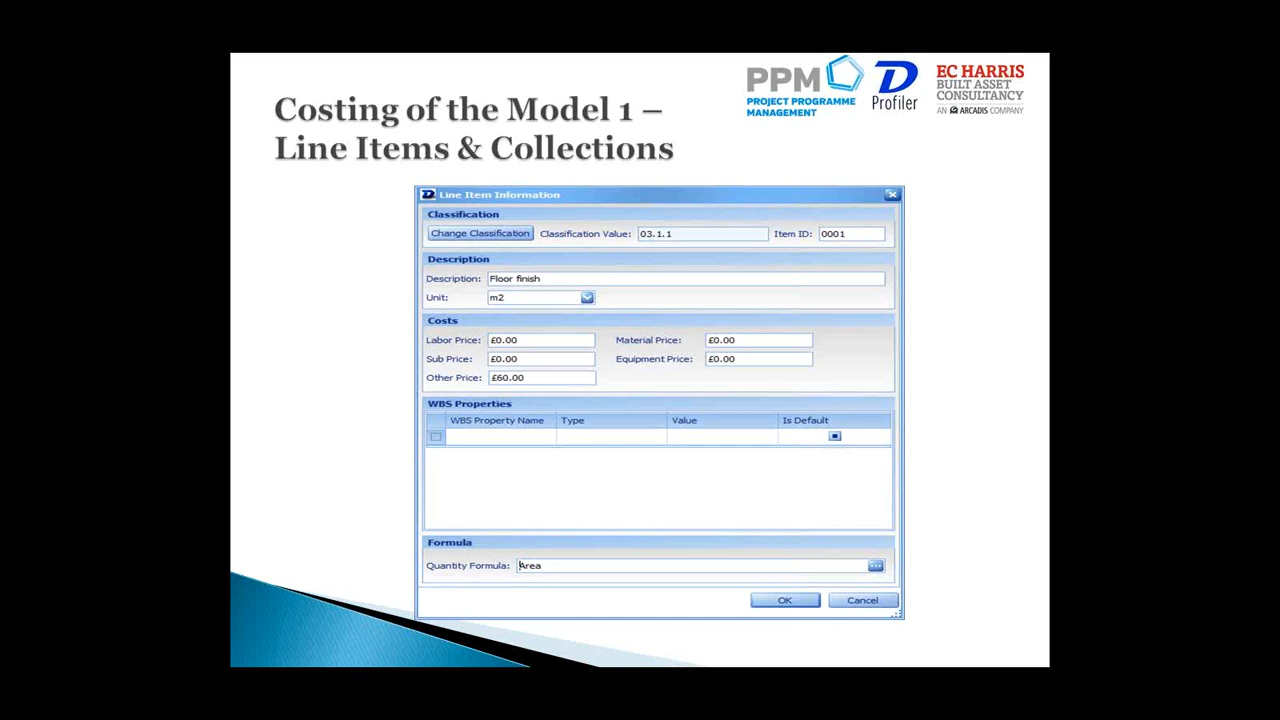 PPM
PROJECT PROGRAMME
MANAGEMENT
D
Profiler
EC HARRIS
BUILT ASSET
CONSULTANCY
AN ARCADIS COMPANY
Costing of the Model 1 –
Line Items & Collections
D Line Item Information
Classification
Change Classification Classification Value: 03.1.1 Item ID: 0001
Description
Description: Floor finish
Unit: m2
Costs
Labor Price: £0.00 Material Price: £0.00
Sub Price: £0.00 Equipment Price: £0.00
Other Price: £60.00
WBS Properties
WBS Property Name Type Value Is Default
Formula
Quantity Formula: Area
OK Cancel